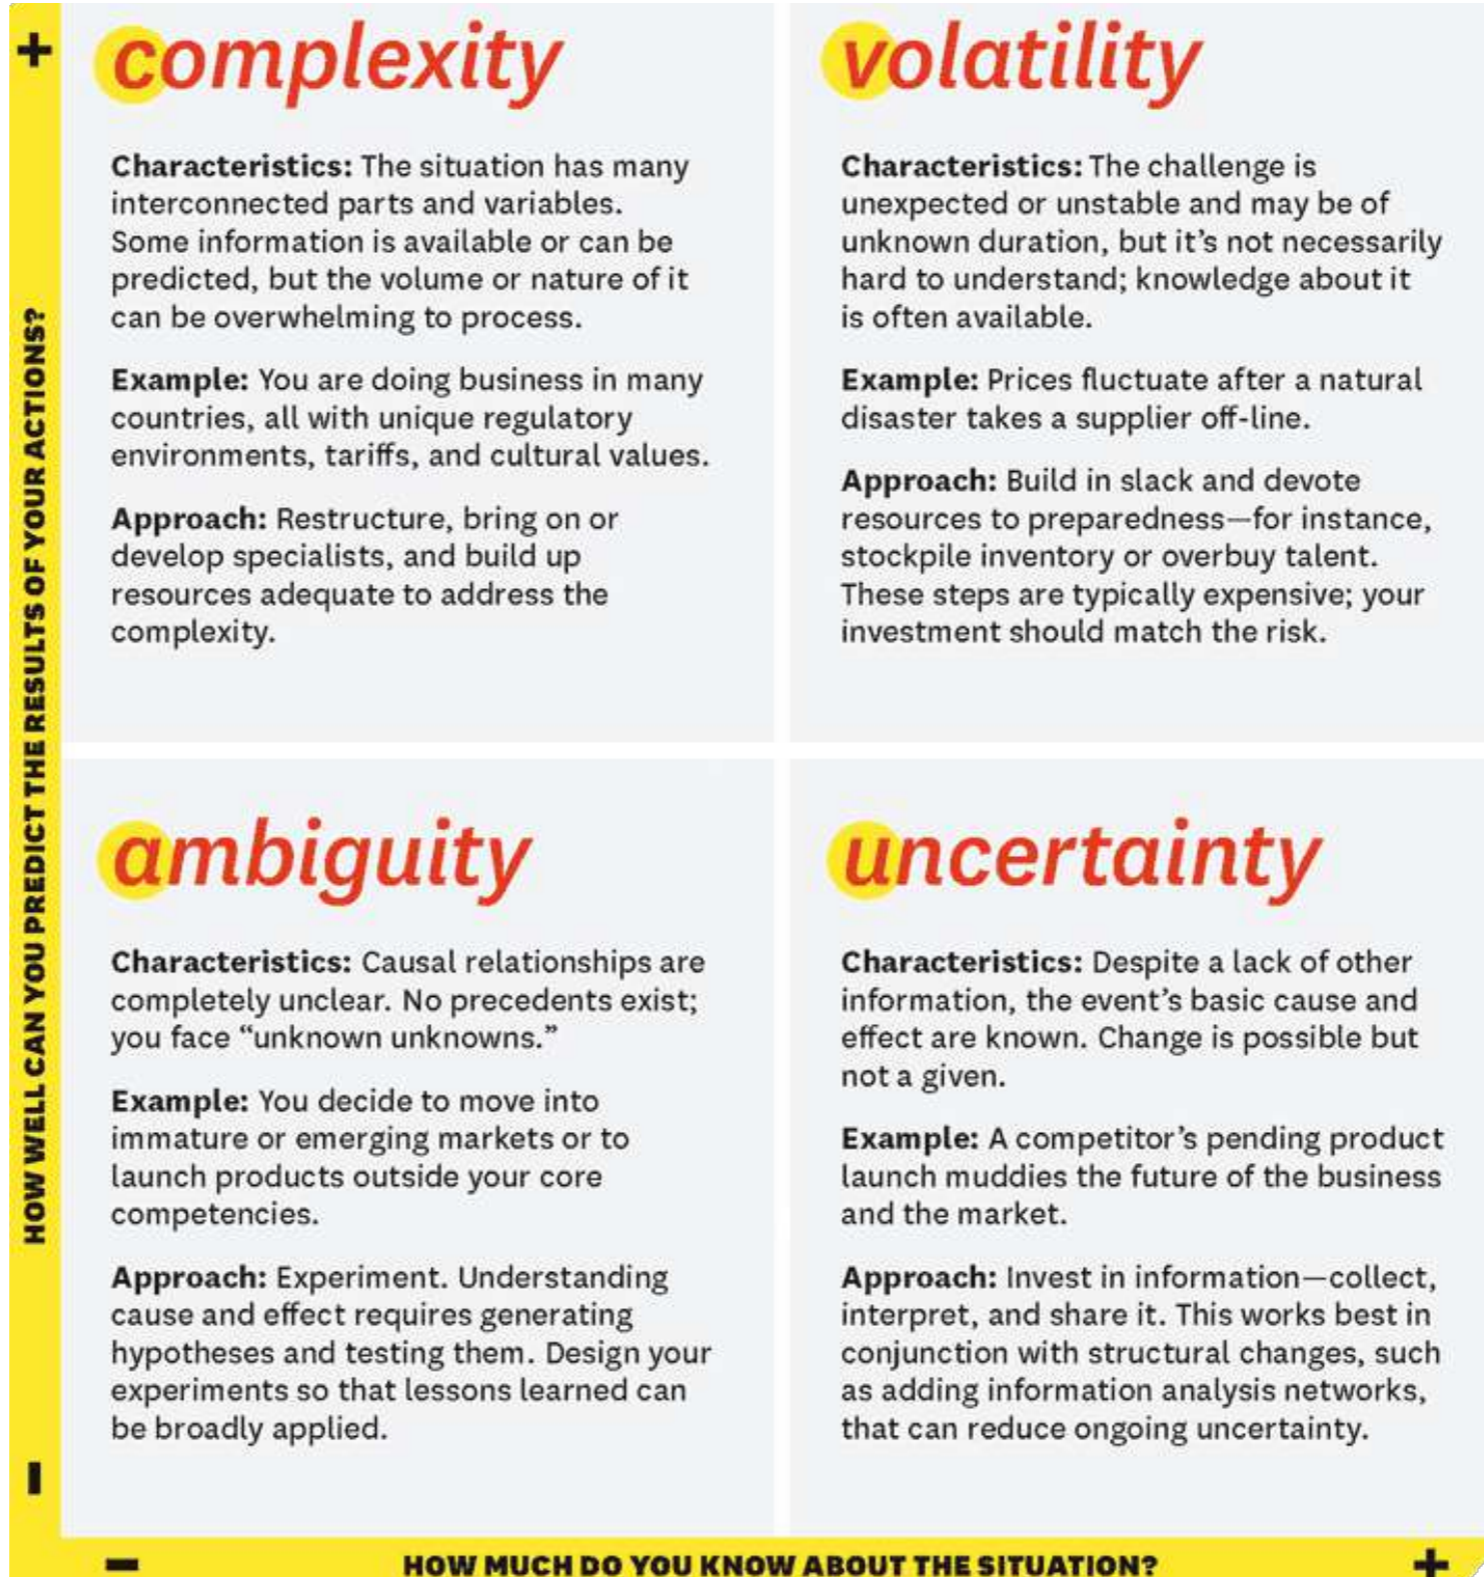 +
HOW WELL CAN YOU PREDICT THE RESULTS OF YOUR ACTIONS?
-
complexity
Characteristics: The situation has many
interconnected parts and variables.
Some information is available or can be
predicted, but the volume or nature of it
can be overwhelming to process.
Example: You are doing business in many
countries, all with unique regulatory
environments, tariffs, and cultural values.
Approach: Restructure, bring on or
develop specialists, and build up
resources adequate to address the
complexity.
volatility
Characteristics: The challenge is
unexpected or unstable and may be of
unknown duration, but it’s not necessarily
hard to understand; knowledge about it
is often available.
Example: Prices fluctuate after a natural
disaster takes a supplier off-line.
Approach: Build in slack and devote
resources to preparedness—for instance,
stockpile inventory or overbuy talent.
These steps are typically expensive; your
investment should match the risk.
ambiguity
Characteristics: Causal relationships are
completely unclear. No precedents exist;
you face “unknown unknowns.”
Example: You decide to move into
immature or emerging markets or to
launch products outside your core
competencies.
Approach: Experiment. Understanding
cause and effect requires generating
hypotheses and testing them. Design your
experiments so that lessons learned can
be broadly applied.
uncertainty
Characteristics: Despite a lack of other
information, the event’s basic cause and
effect are known. Change is possible but
not a given.
Example: A competitor’s pending product
launch muddies the future of the business
and the market.
Approach: Invest in information—collect,
interpret, and share it. This works best in
conjunction with structural changes, such
as adding information analysis networks,
that can reduce ongoing uncertainty.
- HOW MUCH DO YOU KNOW ABOUT THE SITUATION? +